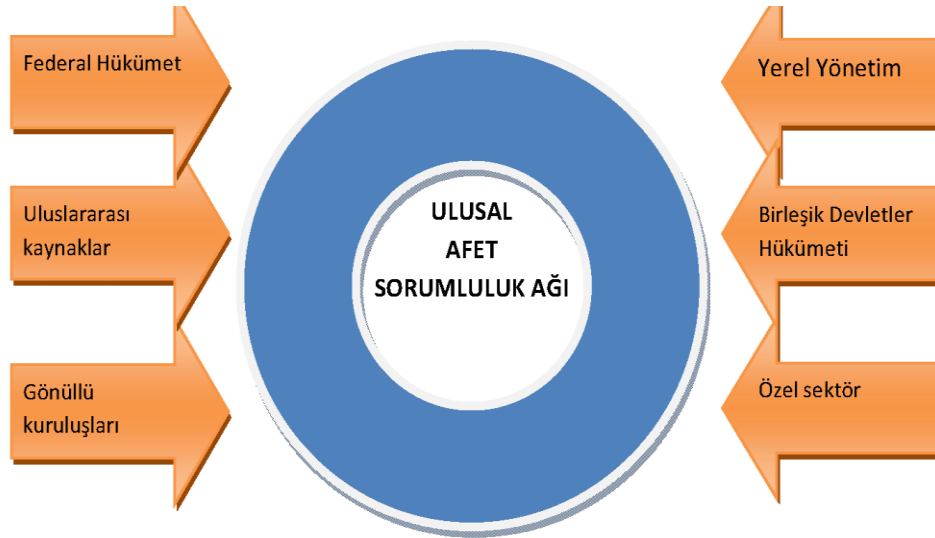 Federal Hükümet
Uluslararası
kaynaklar
Gönüllü
kuruluşları
ULUSAL
AFET
SORUMLULUK AĞI
Yerel Yönetim
Birleşik Devletler
Hükümeti
Özel sektör